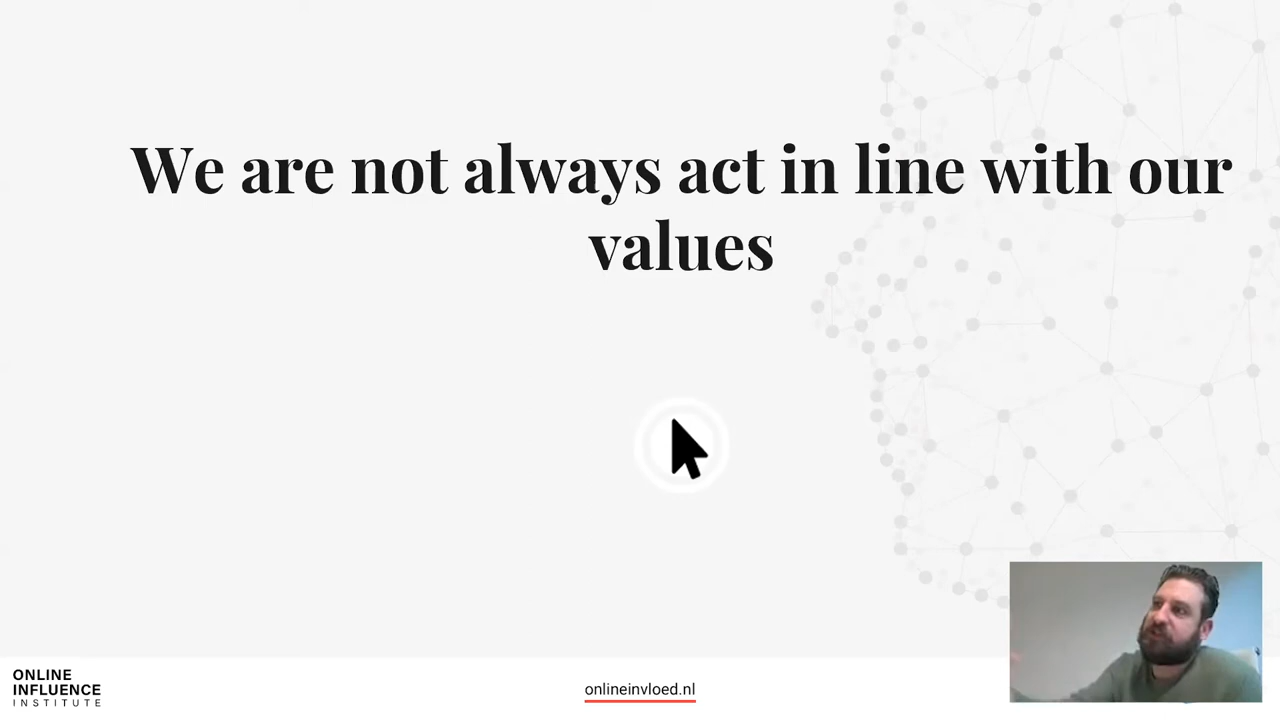 We are not always act in line with our
values
ONLINE
INFLUENCE
INSTITUTE
onlineinvloed.nl